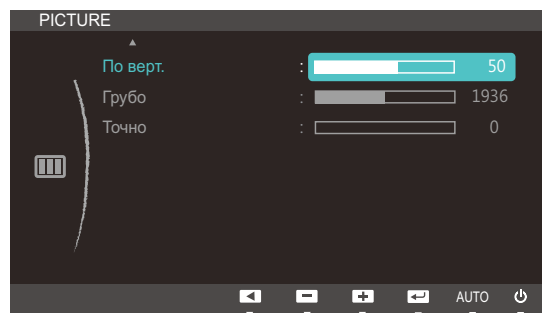 PICTURE
По верт. : 50
Грубо : 1936
Точно : 0
AUTO